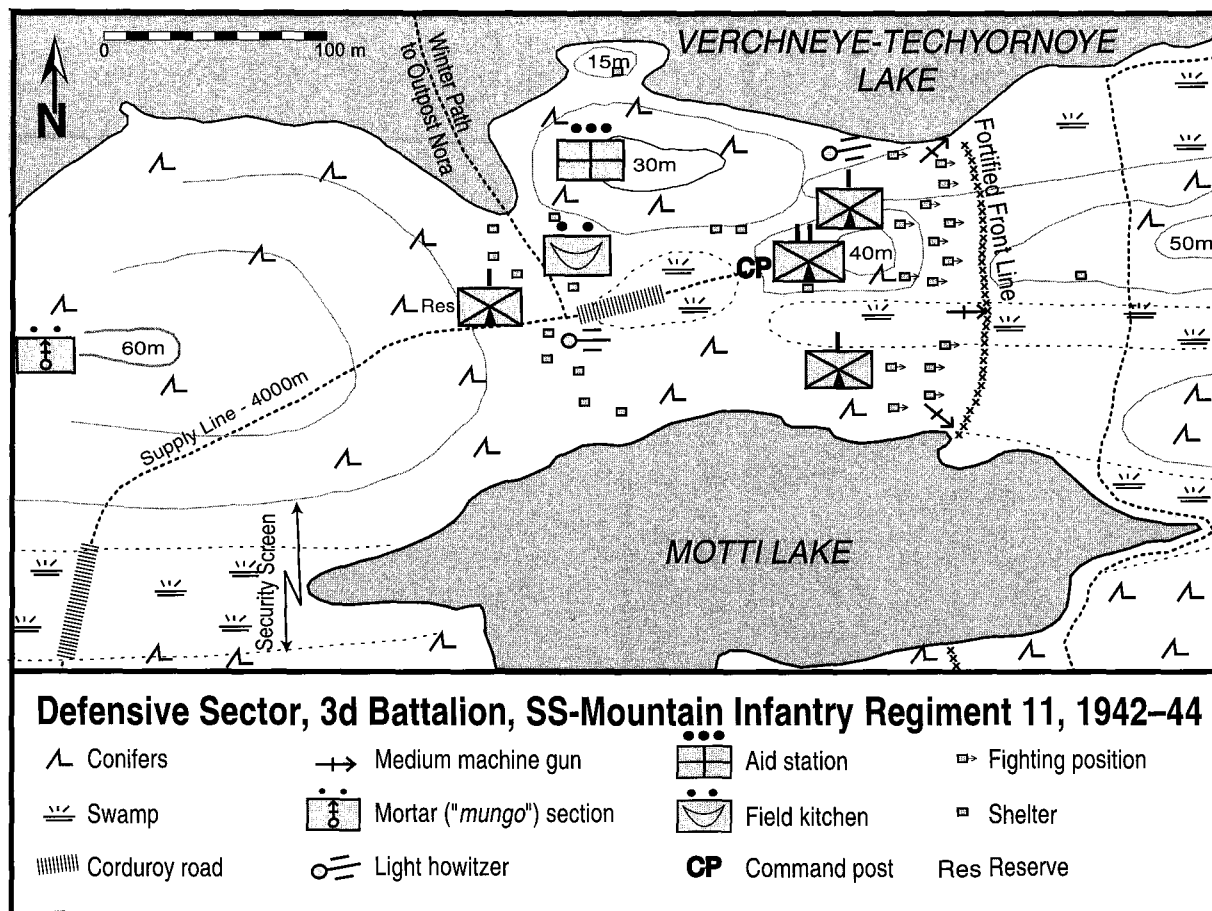 0
100 m
N
Winter Path
to Outpost Nora
VERCHNEYE-TECHYORNOYE
LAKE
15m
30m
Fortified Front Line
40m
50m
CP
Res
60m
Supply Line - 4000m
Security Screen
MOTTI LAKE
Defensive Sector, 3d Battalion, SS-Mountain Infantry Regiment 11, 1942–44
Conifers
Medium machine gun
Aid station
Fighting position
Swamp
Mortar ("mungo") section
Field kitchen
Shelter
Corduroy road
Light howitzer
CP Command post
Res Reserve